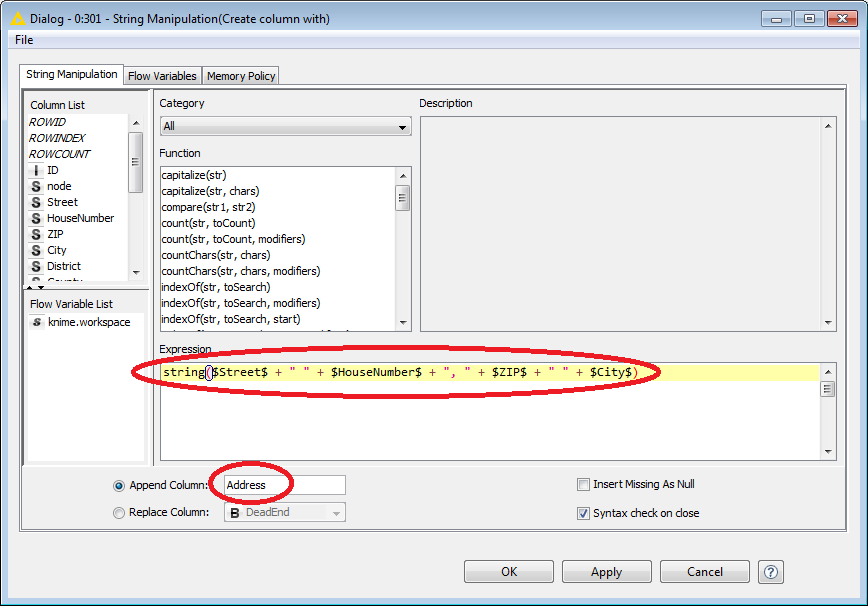 Dialog - 0:301 - String Manipulation(Create column with)
File
String Manipulation
Flow Variables
Memory Policy
Column List
ROWID
ROWINDEX
ROWCOUNT
I ID
S node
S Street
S HouseNumber
S ZIP
S City
S District
S County
Flow Variable List
s knime.workspace
Category
All
Function
capitalize(str)
capitalize(str, chars)
compare(str1, str2)
count(str, toCount)
count(str, toCount, modifiers)
countChars(str, chars)
countChars(str, chars, modifiers)
indexOf(str, toSearch)
indexOf(str, toSearch, modifiers)
indexOf(str, toSearch, start)
Description
Expression
string($Street$ + " " + $HouseNumber$ + ", " + $ZIP$ + " " + $City$)
Append Column: Address
Replace Column: B DeadEnd
Insert Missing As Null
Syntax check on close
OK
Apply
Cancel
?